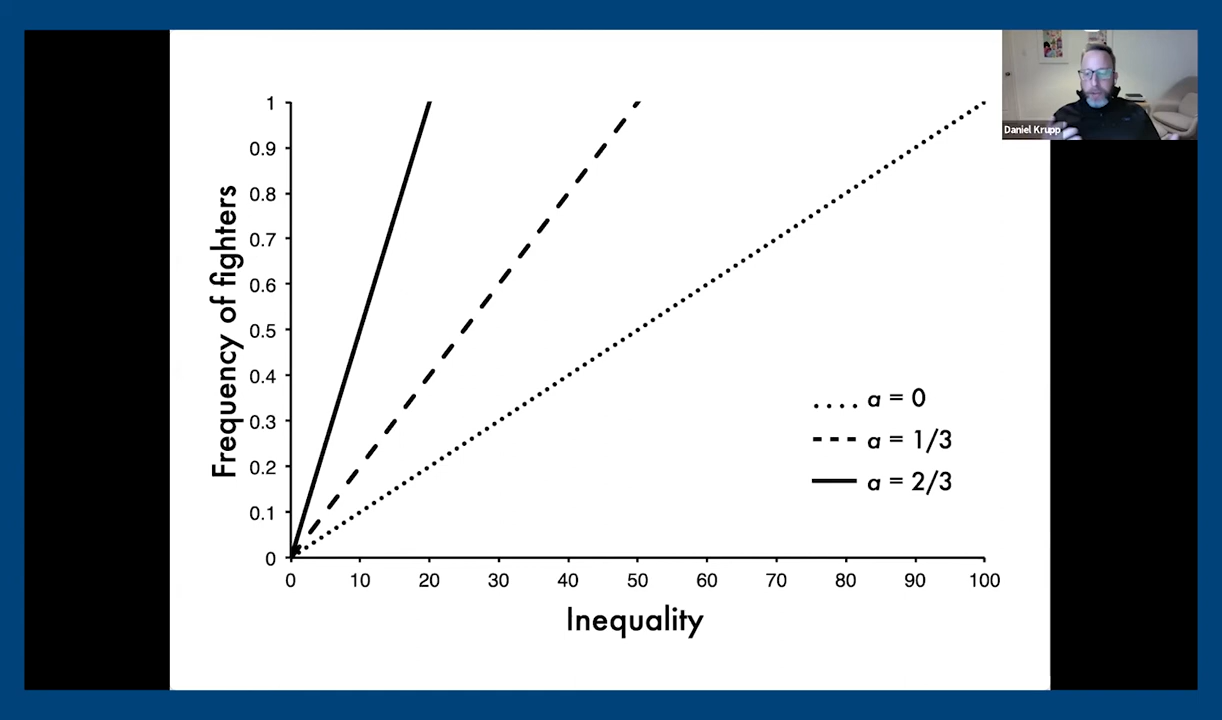 Daniel Krupp
1
0.9
0.8
0.7
0.6
0.5
0.4
0.3
0.2
0.1
0
Frequency of fighters
α = 0
α = 1/3
α = 2/3
0 10 20 30 40 50 60 70 80 90 100
Inequality